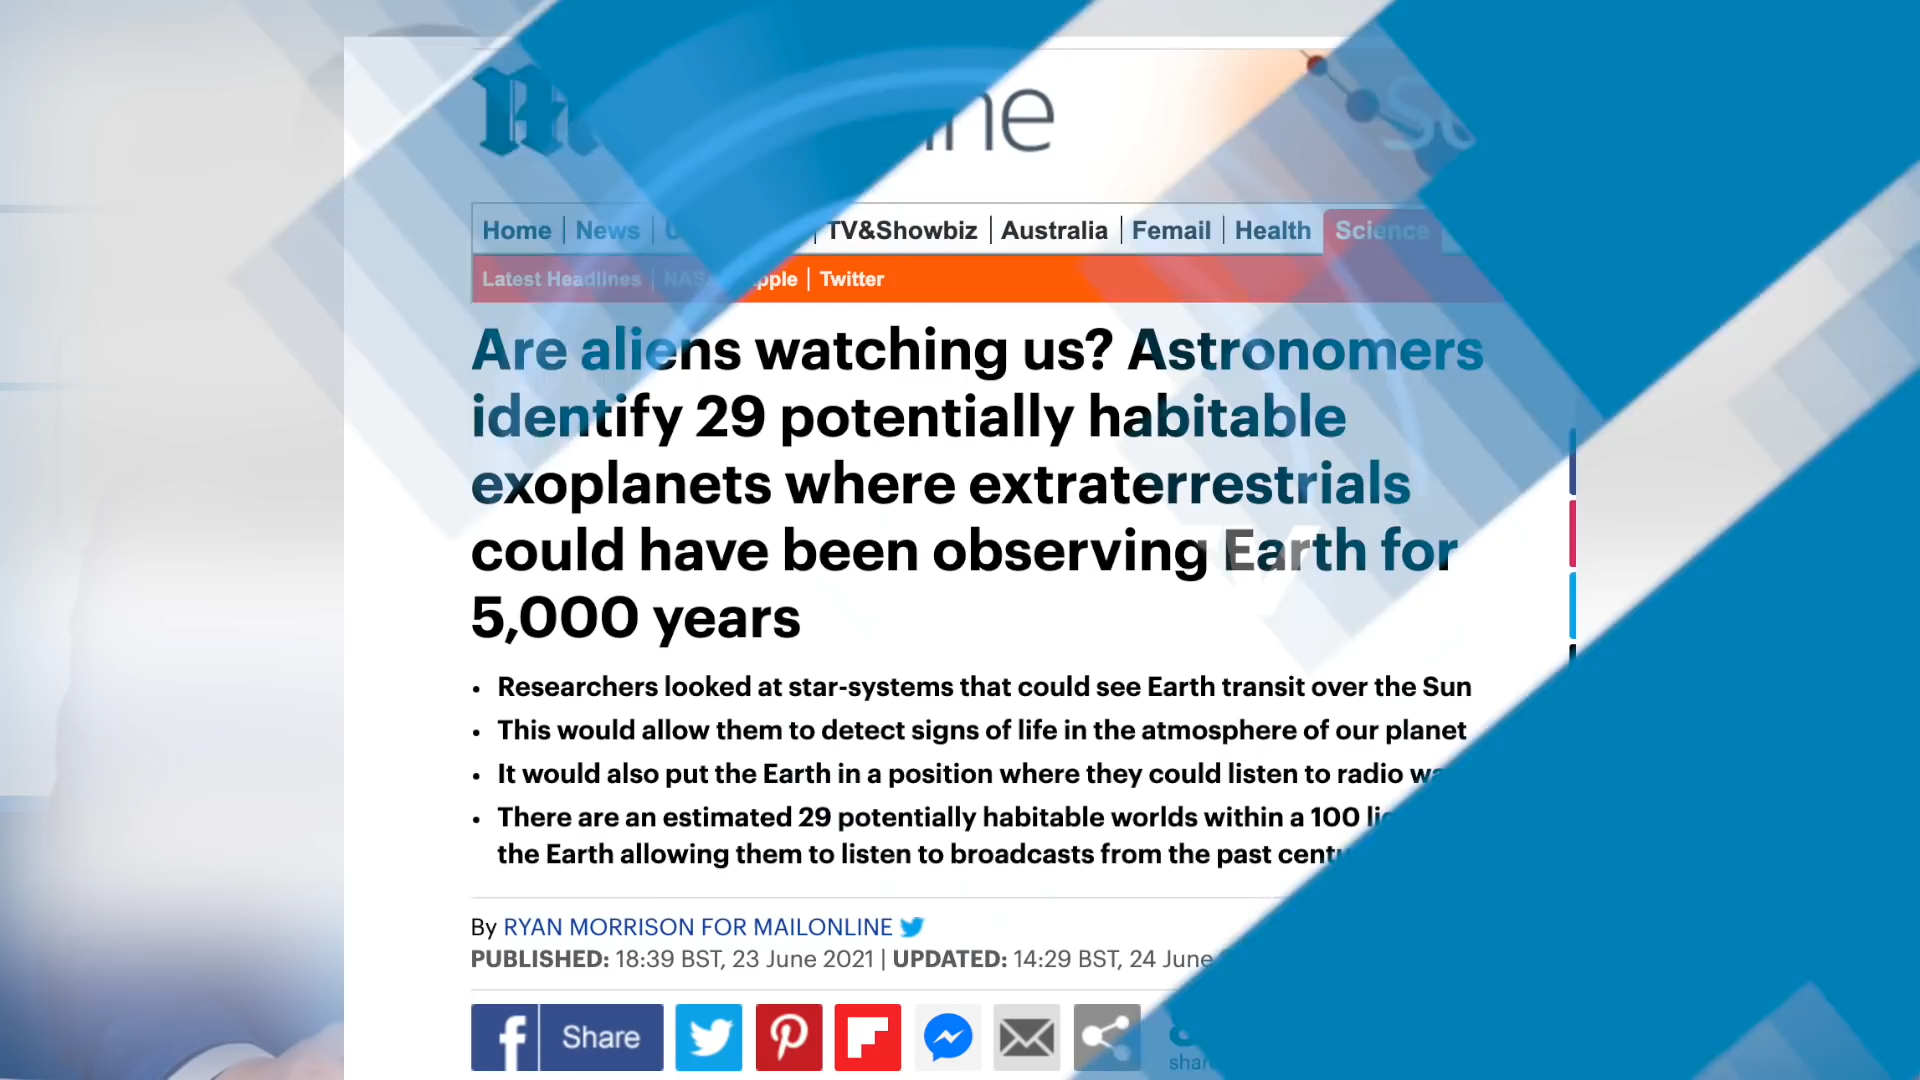 Home | News | TV&Showbiz | Australia | Femail | Health | Science
Latest Headlines | Twitter
Are aliens watching us? Astronomers
identify 29 potentially habitable
exoplanets where extraterrestrials
could have been observing Earth for
5,000 years
• Researchers looked at star-systems that could see Earth transit over the Sun
• This would allow them to detect signs of life in the atmosphere of our planet
• It would also put the Earth in a position where they could listen to radio
• There are an estimated 29 potentially habitable worlds within a 100
the Earth allowing them to listen to broadcasts from the past
By RYAN MORRISON FOR MAILONLINE
PUBLISHED: 18:39 BST, 23 June 2021 | UPDATED: 14:29 BST, 24 June
Share